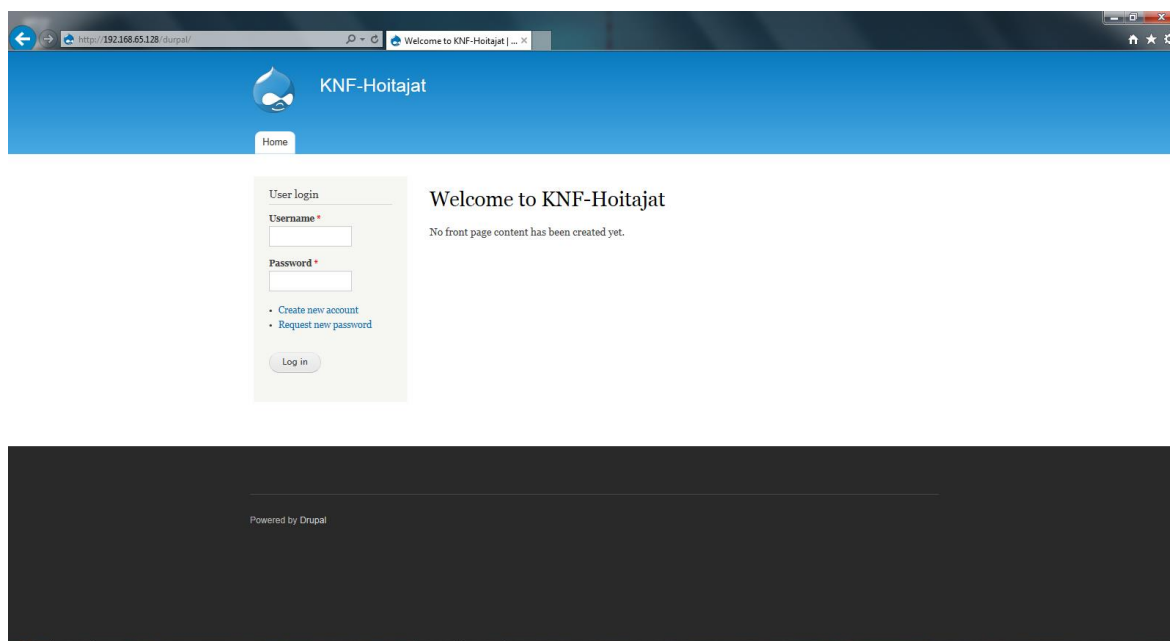 http://192.168.65.128/durpal/
Welcome to KNF-Hoitajat | ...
KNF-Hoitajat
Home
User login
Username *
Password *
Create new account
Request new password
Log in
Welcome to KNF-Hoitajat
No front page content has been created yet.
Powered by Drupal